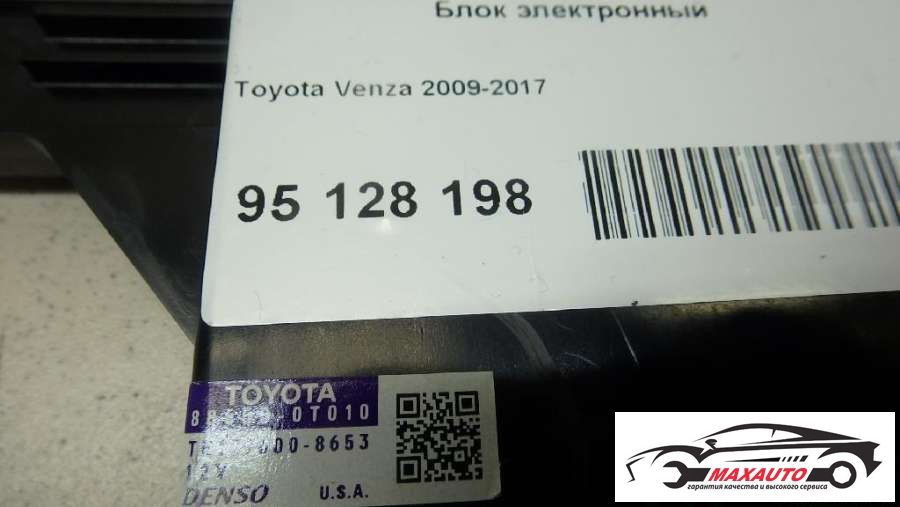 Блок электронный
Toyota Venza 2009-2017
95 128 198
TOYOTA
0T010
000-8653
12V
DENSO U.S.A.
MAXAUTO
гарантия качества и высокого сервиса